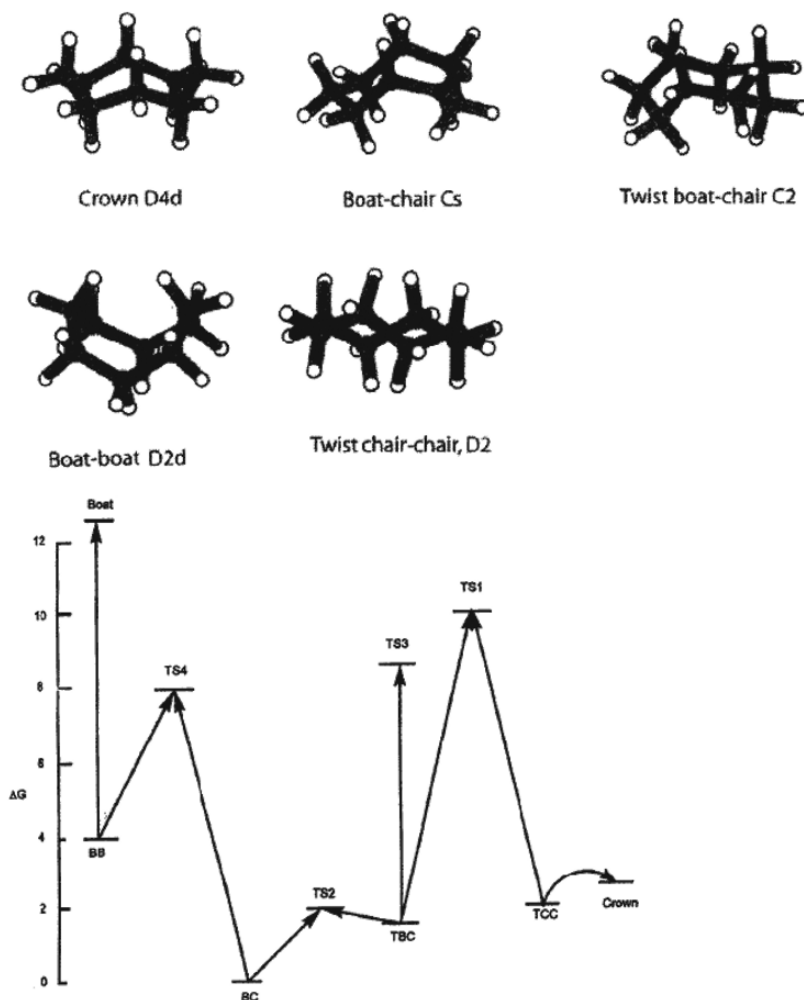 Crown D4d
Boat-chair Cs
Twist boat-chair C2
Boat-boat D2d
Twist chair-chair, D2
Boat
12
TS1
10
TS3
TS4
8
6
ΔG
4
BB
TS2
2
TBC
TCC
Crown
0
BC